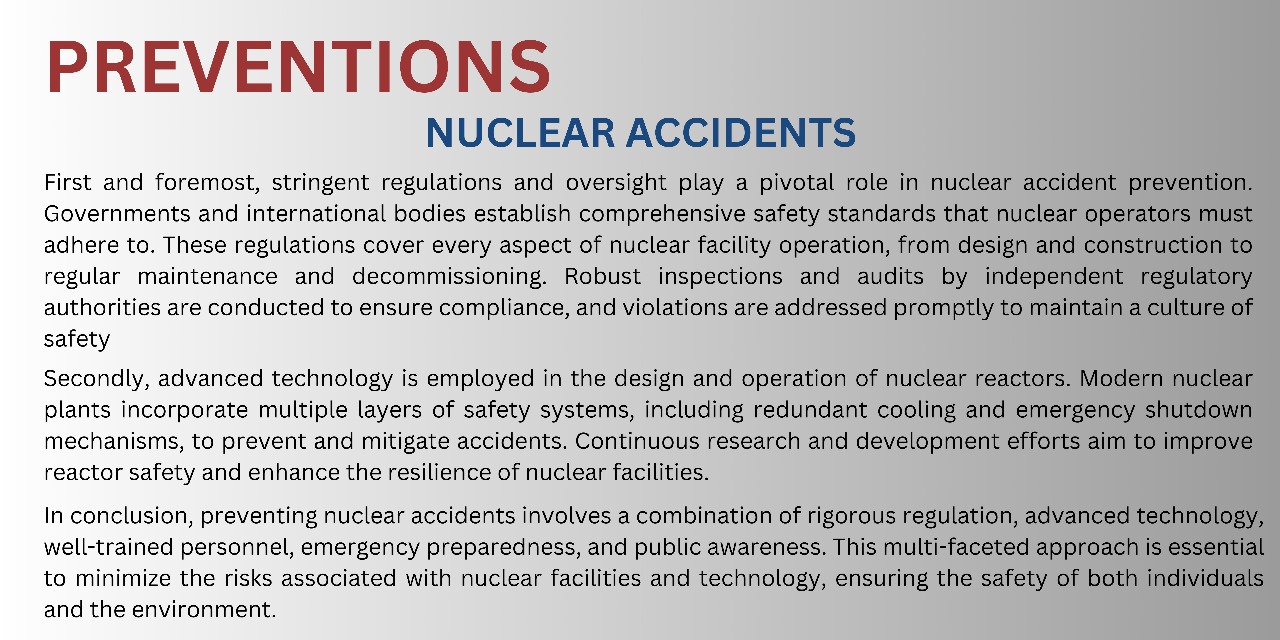 PREVENTIONS
NUCLEAR ACCIDENTS
First and foremost, stringent regulations and oversight play a pivotal role in nuclear accident prevention.
Governments and international bodies establish comprehensive safety standards that nuclear operators must
adhere to. These regulations cover every aspect of nuclear facility operation, from design and construction to
regular maintenance and decommissioning. Robust inspections and audits by independent regulatory
authorities are conducted to ensure compliance, and violations are addressed promptly to maintain a culture of
safety
Secondly, advanced technology is employed in the design and operation of nuclear reactors. Modern nuclear
plants incorporate multiple layers of safety systems, including redundant cooling and emergency shutdown
mechanisms, to prevent and mitigate accidents. Continuous research and development efforts aim to improve
reactor safety and enhance the resilience of nuclear facilities.
In conclusion, preventing nuclear accidents involves a combination of rigorous regulation, advanced technology,
well-trained personnel, emergency preparedness, and public awareness. This multi-faceted approach is essential
to minimize the risks associated with nuclear facilities and technology, ensuring the safety of both individuals
and the environment.